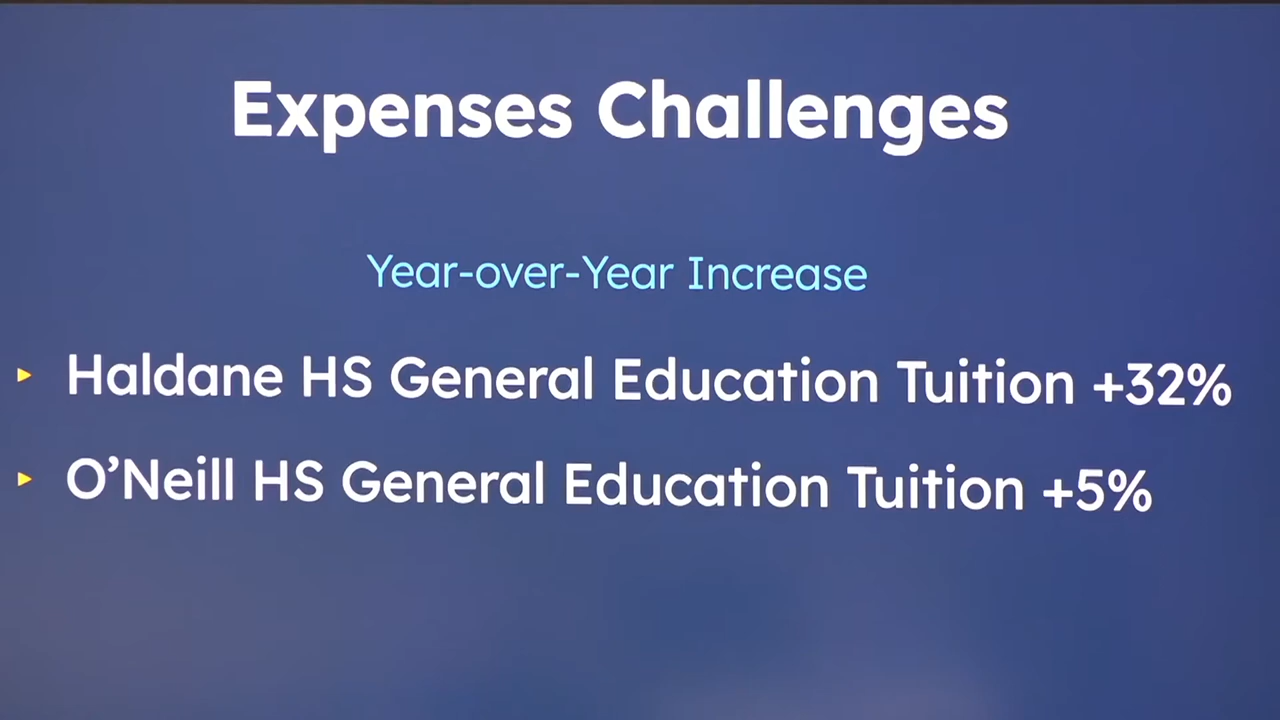 Expenses Challenges
Year-over-Year Increase
▸ Haldane HS General Education Tuition +32%
▸ O’Neill HS General Education Tuition +5%